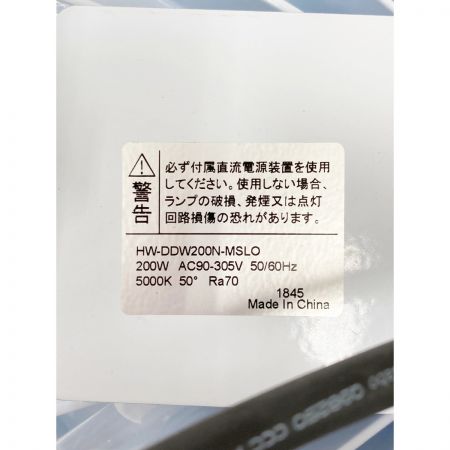 警告
必ず付属直流電源装置を使用
してください。使用しない場合、
ランプの破損、発煙又は点灯
回路損傷の恐れがあります。
HW-DDW200N-MSLO
200W AC90-305V 50/60Hz
5000K 50° Ra70
1845
Made In China